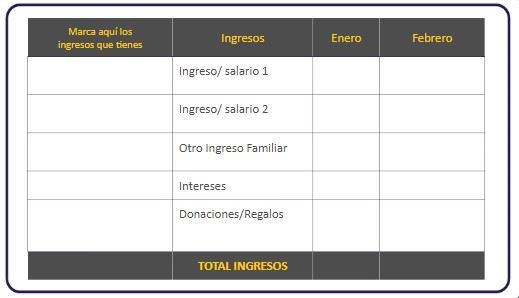 Marca aquí los
ingresos que tienes
Ingresos
Enero
Febrero
Ingreso/ salario 1
Ingreso/ salario 2
Otro Ingreso Familiar
Intereses
Donaciones/Regalos
TOTAL INGRESOS